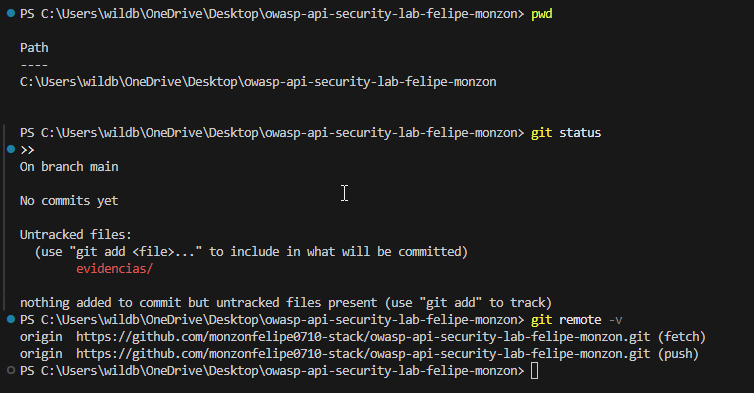 PS C:\Users\wildb\OneDrive\Desktop\owasp-api-security-lab-felipe-monzon> pwd
Path
----
C:\Users\wildb\OneDrive\Desktop\owasp-api-security-lab-felipe-monzon
PS C:\Users\wildb\OneDrive\Desktop\owasp-api-security-lab-felipe-monzon> git status
>>
On branch main
No commits yet
Untracked files:
  (use "git add <file>..." to include in what will be committed)
        evidencias/
nothing added to commit but untracked files present (use "git add" to track)
PS C:\Users\wildb\OneDrive\Desktop\owasp-api-security-lab-felipe-monzon> git remote -v
origin  https://github.com/monzonfelipe0710-stack/owasp-api-security-lab-felipe-monzon.git (fetch)
origin  https://github.com/monzonfelipe0710-stack/owasp-api-security-lab-felipe-monzon.git (push)
PS C:\Users\wildb\OneDrive\Desktop\owasp-api-security-lab-felipe-monzon>